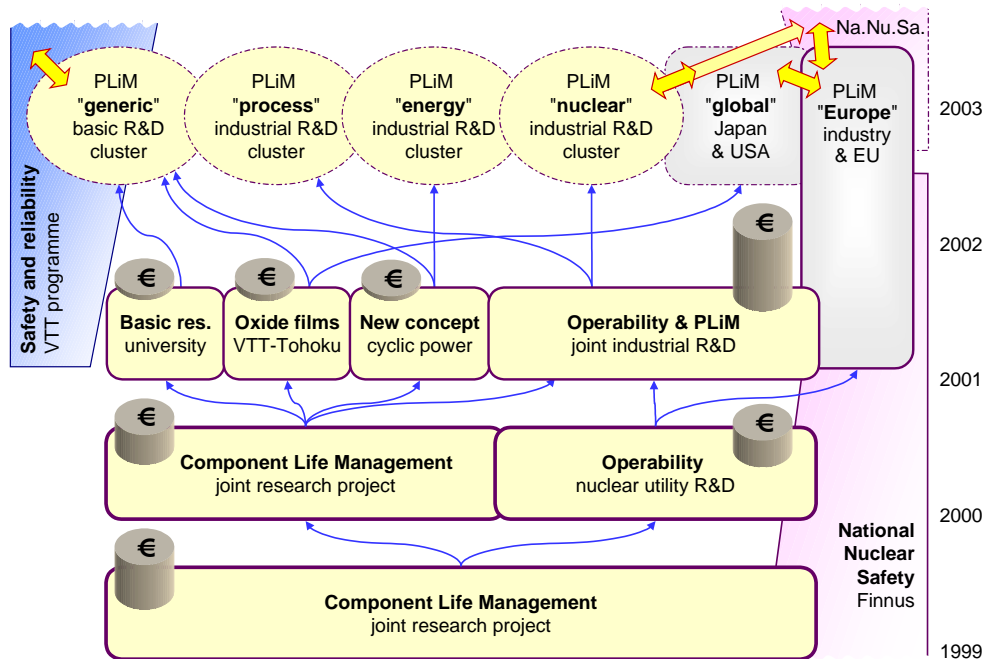 Na.Nu.Sa.
PLiM
"generic"
basic R&D
cluster
PLiM
"process"
industrial R&D
cluster
PLiM
"energy"
industrial R&D
cluster
PLiM
"nuclear"
industrial R&D
cluster
PLiM
"global"
Japan
& USA
PLiM
"Europe"
industry
& EU
2003
Safety and reliability
VTT programme
2002
€
€
€
€
Basic res.
university
Oxide films
VTT-Tohoku
New concept
cyclic power
Operability & PLiM
joint industrial R&D
2001
€
€
Component Life Management
joint research project
Operability
nuclear utility R&D
2000
€
National
Nuclear
Safety
Finnus
Component Life Management
joint research project
1999